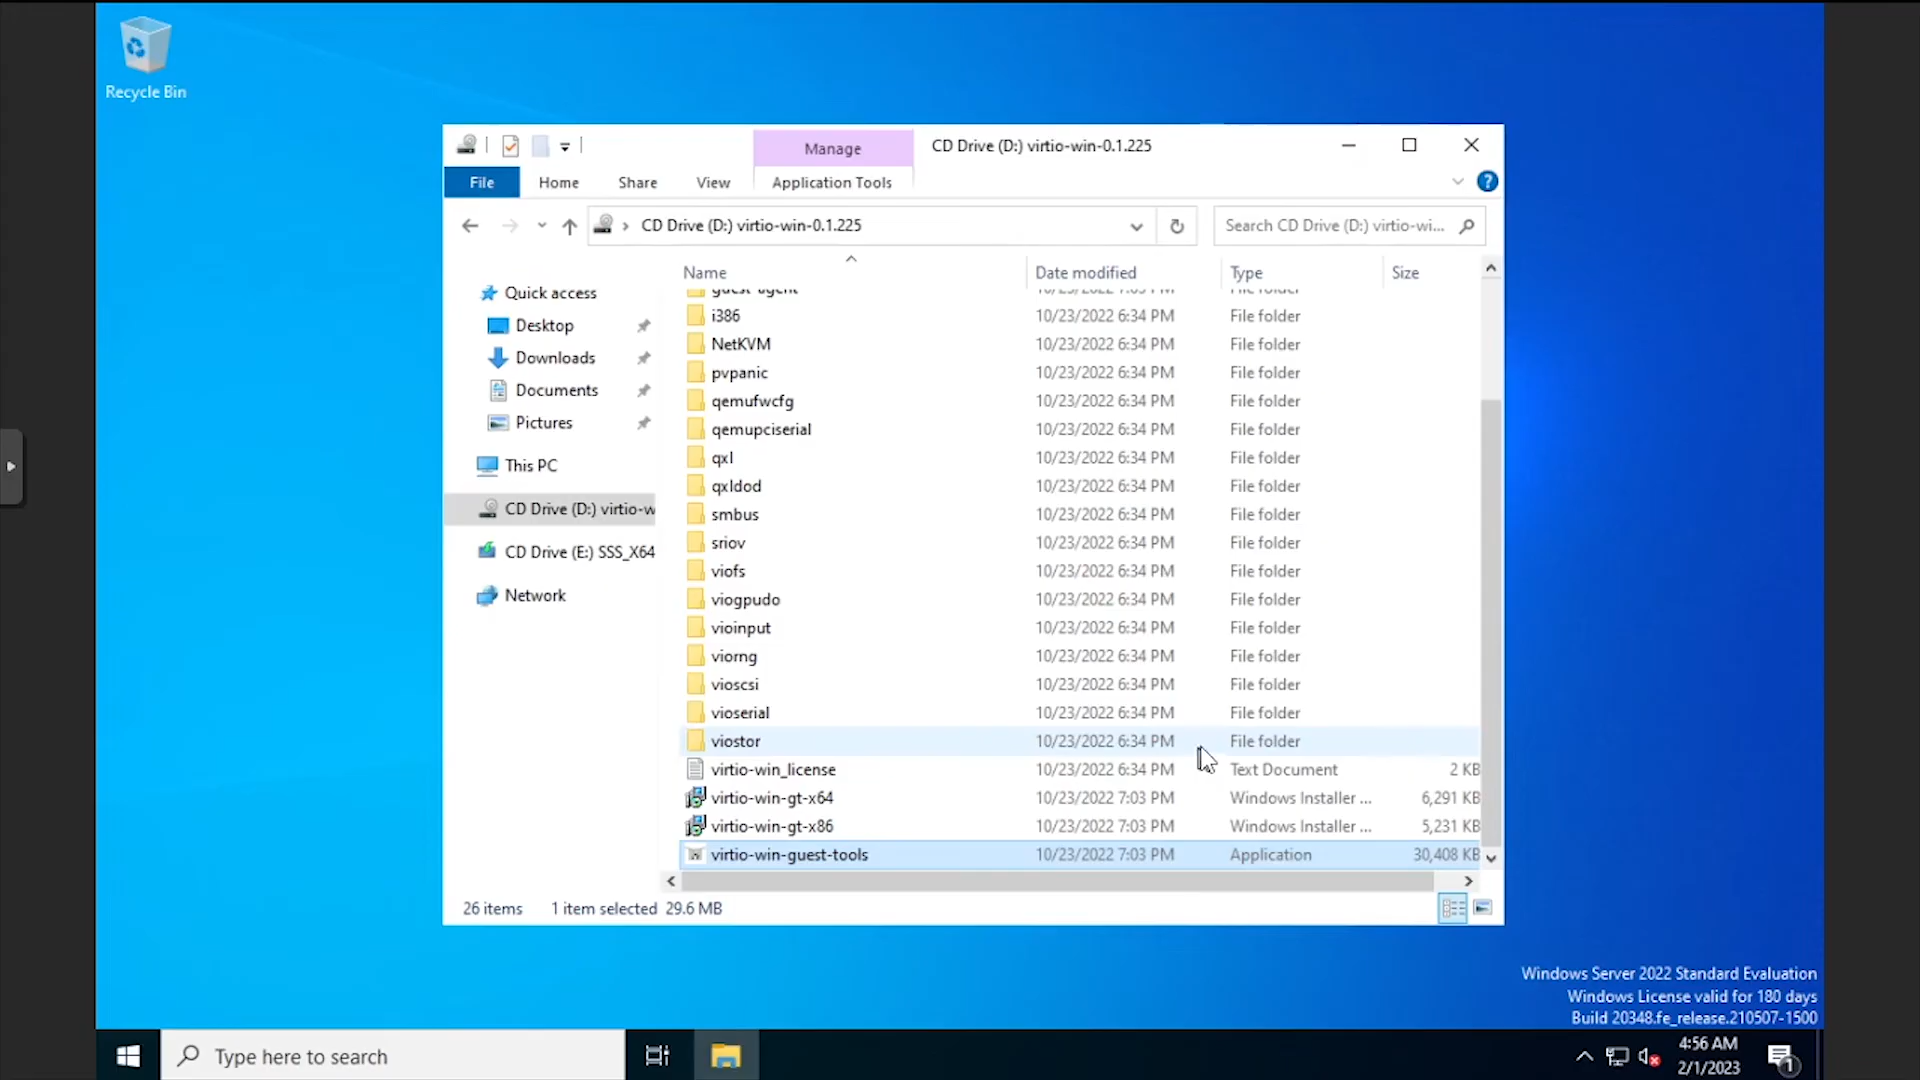 Recycle Bin
Manage
CD Drive (D:) virtio-win-0.1.225
File
Home
Share
View
Application Tools
CD Drive (D:) virtio-win-0.1.225
Search CD Drive (D:) virtio-wi...
Name
Date modified
Type
Size
Quick access
Desktop
Downloads
Documents
Pictures
This PC
CD Drive (D:) virtio-w
CD Drive (E:) SSS_X64
Network
guest-agent 10/23/2022 7:03 PM File folder
i386 10/23/2022 6:34 PM File folder
NetKVM 10/23/2022 6:34 PM File folder
pvpanic 10/23/2022 6:34 PM File folder
qemufwcfg 10/23/2022 6:34 PM File folder
qemupciserial 10/23/2022 6:34 PM File folder
qxl 10/23/2022 6:34 PM File folder
qxldod 10/23/2022 6:34 PM File folder
smbus 10/23/2022 6:34 PM File folder
sriov 10/23/2022 6:34 PM File folder
viofs 10/23/2022 6:34 PM File folder
viogpudo 10/23/2022 6:34 PM File folder
vioinput 10/23/2022 6:34 PM File folder
viorng 10/23/2022 6:34 PM File folder
vioscsi 10/23/2022 6:34 PM File folder
vioserial 10/23/2022 6:34 PM File folder
viostor 10/23/2022 6:34 PM File folder
virtio-win_license 10/23/2022 6:34 PM Text Document 2 KB
virtio-win-gt-x64 10/23/2022 7:03 PM Windows Installer ... 6,291 KB
virtio-win-gt-x86 10/23/2022 7:03 PM Windows Installer ... 5,231 KB
virtio-win-guest-tools 10/23/2022 7:03 PM Application 30,408 KB
26 items 1 item selected 29.6 MB
Windows Server 2022 Standard Evaluation
Windows License valid for 180 days
Build 20348.fe_release.210507-1500
Type here to search
4:56 AM
2/1/2023
1